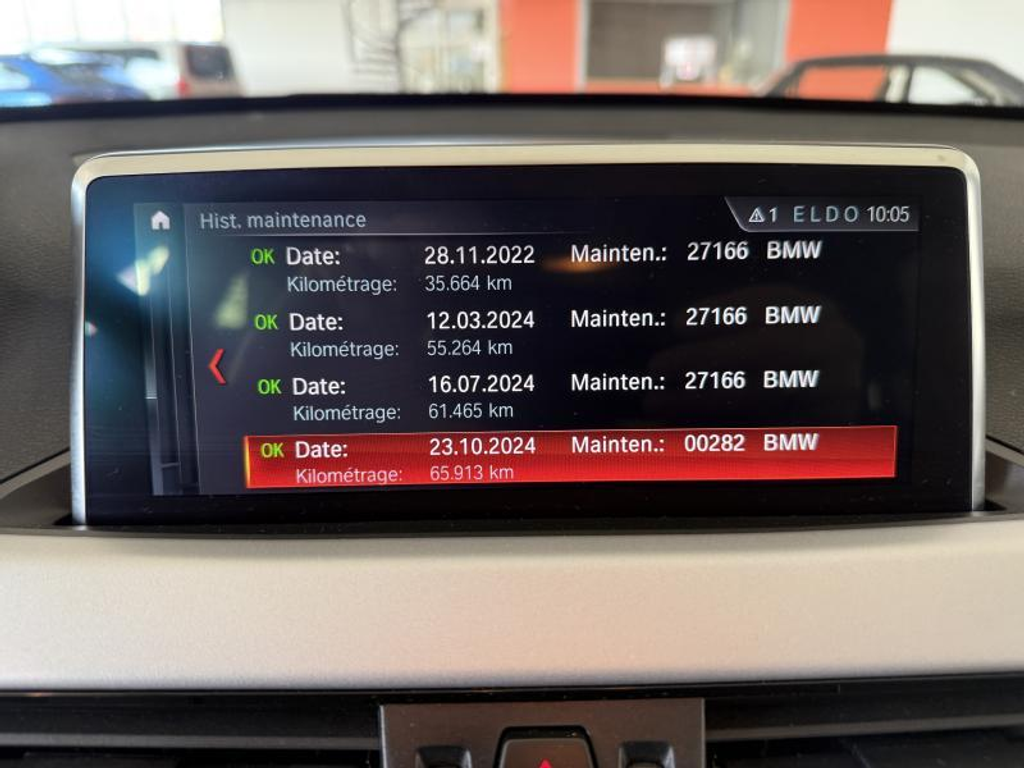 Hist. maintenance 1 ELDO 10:05
OK Date: 28.11.2022 Mainten.: 27166 BMW
Kilométrage: 35.664 km
OK Date: 12.03.2024 Mainten.: 27166 BMW
Kilométrage: 55.264 km
OK Date: 16.07.2024 Mainten.: 27166 BMW
Kilométrage: 61.465 km
OK Date: 23.10.2024 Mainten.: 00282 BMW
Kilométrage: 65.913 km